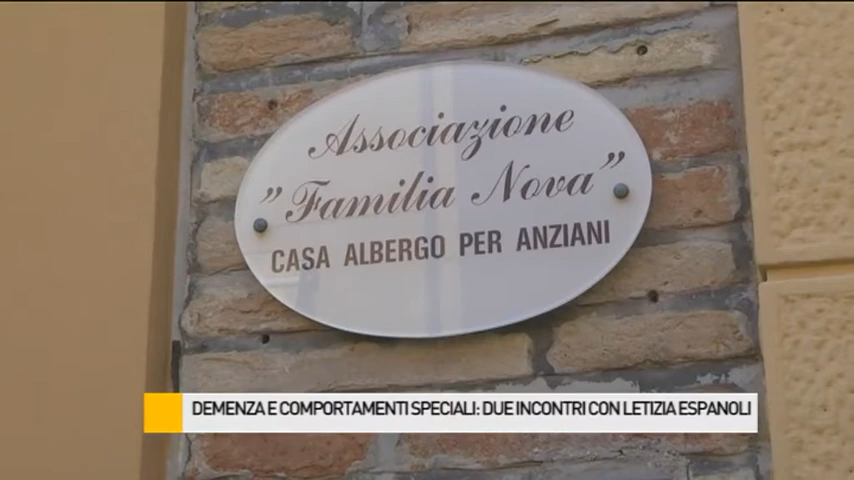 Associazione
"Familia Nova"
CASA ALBERGO PER ANZIANI
DEMENZA E COMPORTAMENTI SPECIALI: DUE INCONTRI CON LETIZIA ESPANOLI